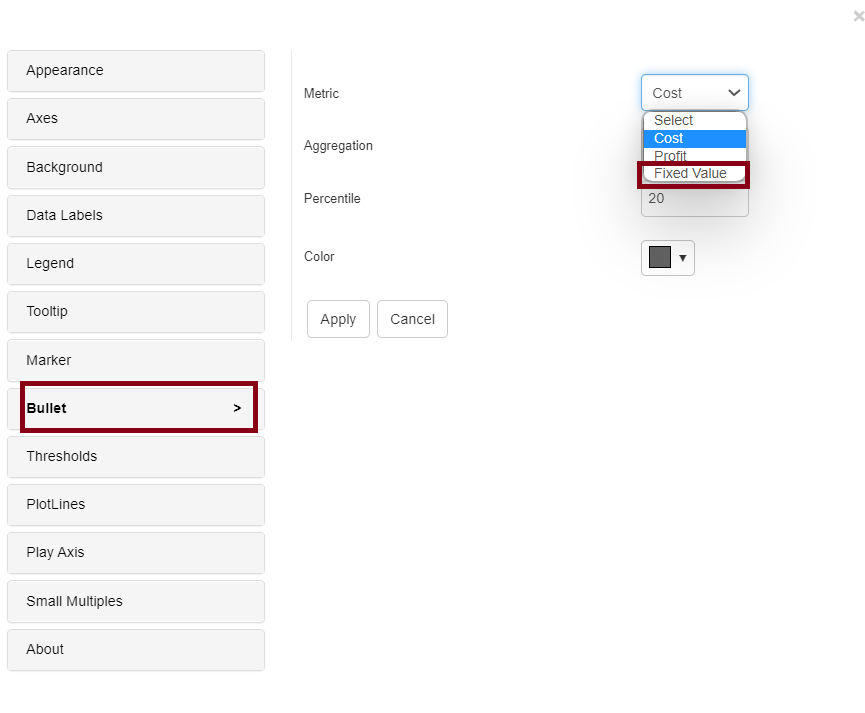 ×
Appearance
Axes
Background
Data Labels
Legend
Tooltip
Marker
Bullet >
Thresholds
PlotLines
Play Axis
Small Multiples
About
Metric
Cost
Select
Cost
Profit
Fixed Value
Aggregation
Percentile
20
Color
Apply
Cancel